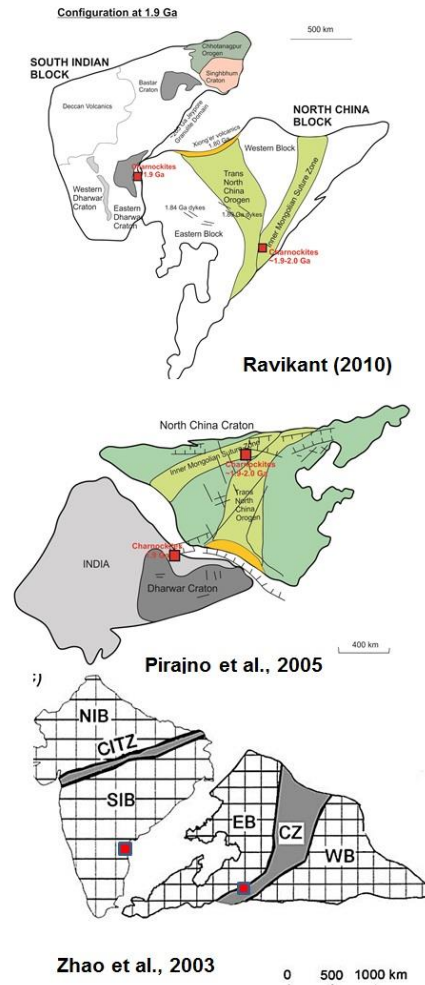 Configuration at 1.9 Ga
500 km
SOUTH INDIAN
BLOCK
Chhotanagpur
Orogen
Singhbhum
Craton
Bastar
Craton
Deccan Volcanics
Jeypore
Granulite Domain
NORTH CHINA
BLOCK
Xiong'er volcanics
1.80 Ga
Western Block
Charnockites
~1.9 Ga
Western
Dharwar
Craton
Eastern
Dharwar
Craton
Trans
North
China
Orogen
Inner Mongolian Suture Zone
1.84 Ga dykes
dykes
Eastern Block
Charnockites
~1.9-2.0 Ga
Ravikant (2010)
North China Craton
Inner Mongolian Suture Zone
Charnockites
~1.9-2.0 Ga
Trans
North
China
Orogen
Charnockites
INDIA
Dharwar Craton
400 km
Pirajno et al., 2005
NIB
CITZ
SIB
EB
CZ
WB
Zhao et al., 2003
0 500 1000 km